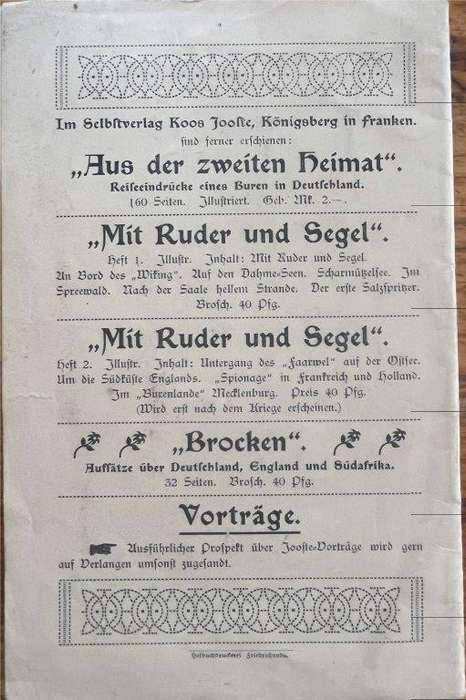 Im Selbstverlag Koos Jooste, Königsberg in Franken.
sind ferner erschienen:
„Aus der zweiten Heimat“.
Reiseeindrücke eines Buren in Deutschland.
160 Seiten. Illustriert. Geb. Mk. 2.—.
„Mit Ruder und Segel“.
Heft 1. Illustr. Inhalt: Mit Ruder und Segel.
An Bord des „Wiking“. Auf den Dahme-Seen. Scharmützelsee. Im
Spreewald. Nach der Saale hellem Strande. Der erste Salzspritzer.
Brosch. 40 Pfg.
„Mit Ruder und Segel“.
Heft 2. Illustr. Inhalt: Untergang des „Faarwel“ auf der Ostsee.
Um die Südküste Englands. „Spionage“ in Frankreich und Holland.
Im „Burenlande“ Mecklenburg. Preis 40 Pfg.
(Wird erst nach dem Kriege erscheinen.)
„Brocken“.
Aufsätze über Deutschland, England und Südafrika.
32 Seiten. Brosch. 40 Pfg.
Vorträge.
Ausführlicher Prospekt über Jooste-Vorträge wird gern
auf Verlangen umsonst zugesandt.